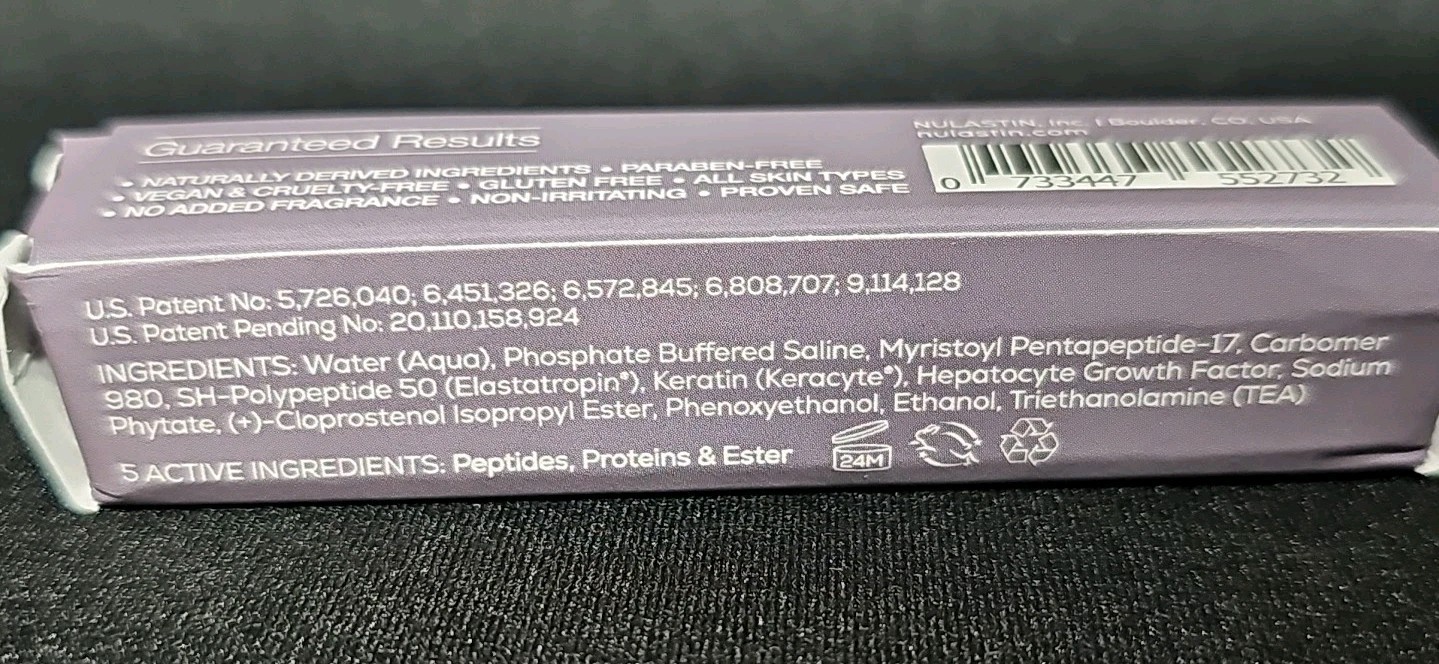 Guaranteed Results
• NATURALLY DERIVED INGREDIENTS • PARABEN-FREE
• VEGAN & CRUELTY-FREE • GLUTEN FREE • ALL SKIN TYPES
• NO ADDED FRAGRANCE • NON-IRRITATING • PROVEN SAFE
NULASTIN, Inc. | Boulder, CO, USA
nulastin.com
0 733447 552732
U.S. Patent No: 5,726,040; 6,451,326; 6,572,845; 6,808,707; 9,114,128
U.S. Patent Pending No: 20,110,158,924
INGREDIENTS: Water (Aqua), Phosphate Buffered Saline, Myristoyl Pentapeptide-17, Carbomer
980, SH-Polypeptide 50 (Elastatropin®), Keratin (Keracyte®), Hepatocyte Growth Factor, Sodium
Phytate, (+)-Cloprostenol Isopropyl Ester, Phenoxyethanol, Ethanol, Triethanolamine (TEA)
5 ACTIVE INGREDIENTS: Peptides, Proteins & Ester
24M